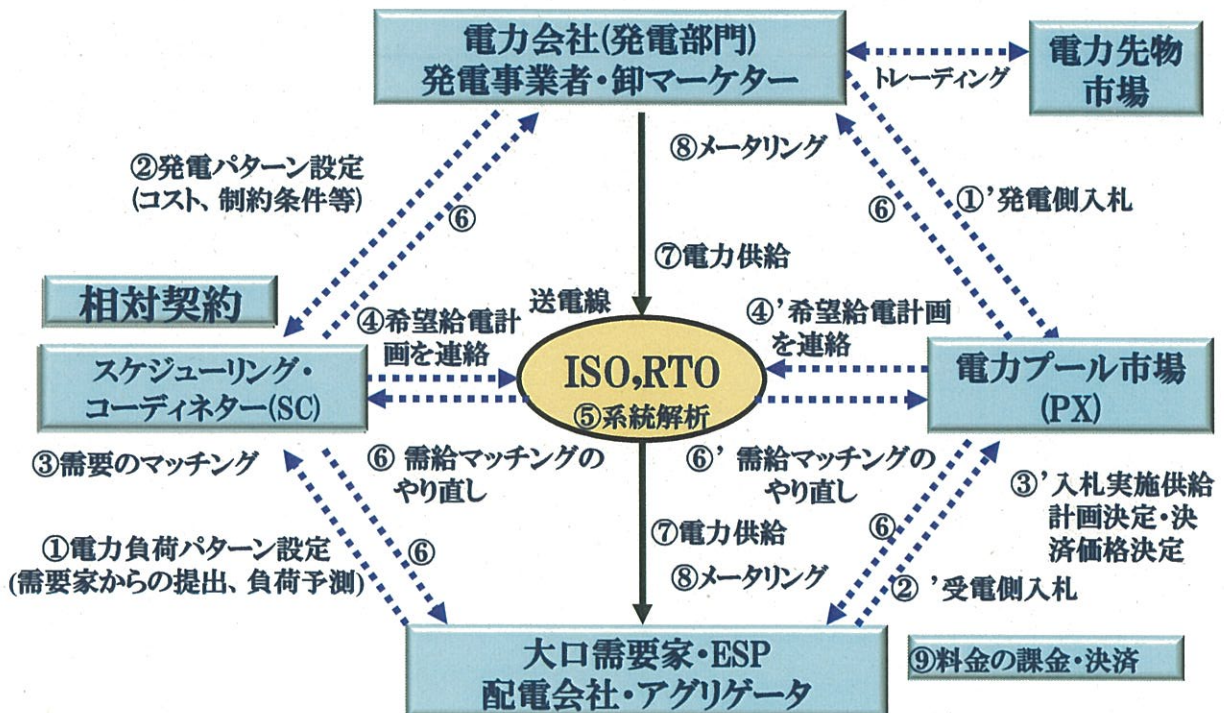 電力会社(発電部門)
発電事業者・卸マーケター
電力先物
市場
トレーディング
②発電パターン設定
(コスト、制約条件等)
⑥
⑧メータリング
⑥
①’発電側入札
⑦電力供給
相対契約
送電線
④希望給電計
画を連絡
④’希望給電計画
を連絡
スケジューリング・
コーディネター(SC)
ISO,RTO
⑤系統解析
電力プール市場
(PX)
③需要のマッチング
⑥ 需給マッチングの
やり直し
⑥’ 需給マッチングの
やり直し
③’入札実施供給
計画決定・決
済価格決定
①電力負荷パターン設定
(需要家からの提出、負荷予測)
⑥
⑦電力供給
⑧メータリング
⑥
② ’受電側入札
大口需要家・ESP
配電会社・アグリゲータ
⑨料金の課金・決済